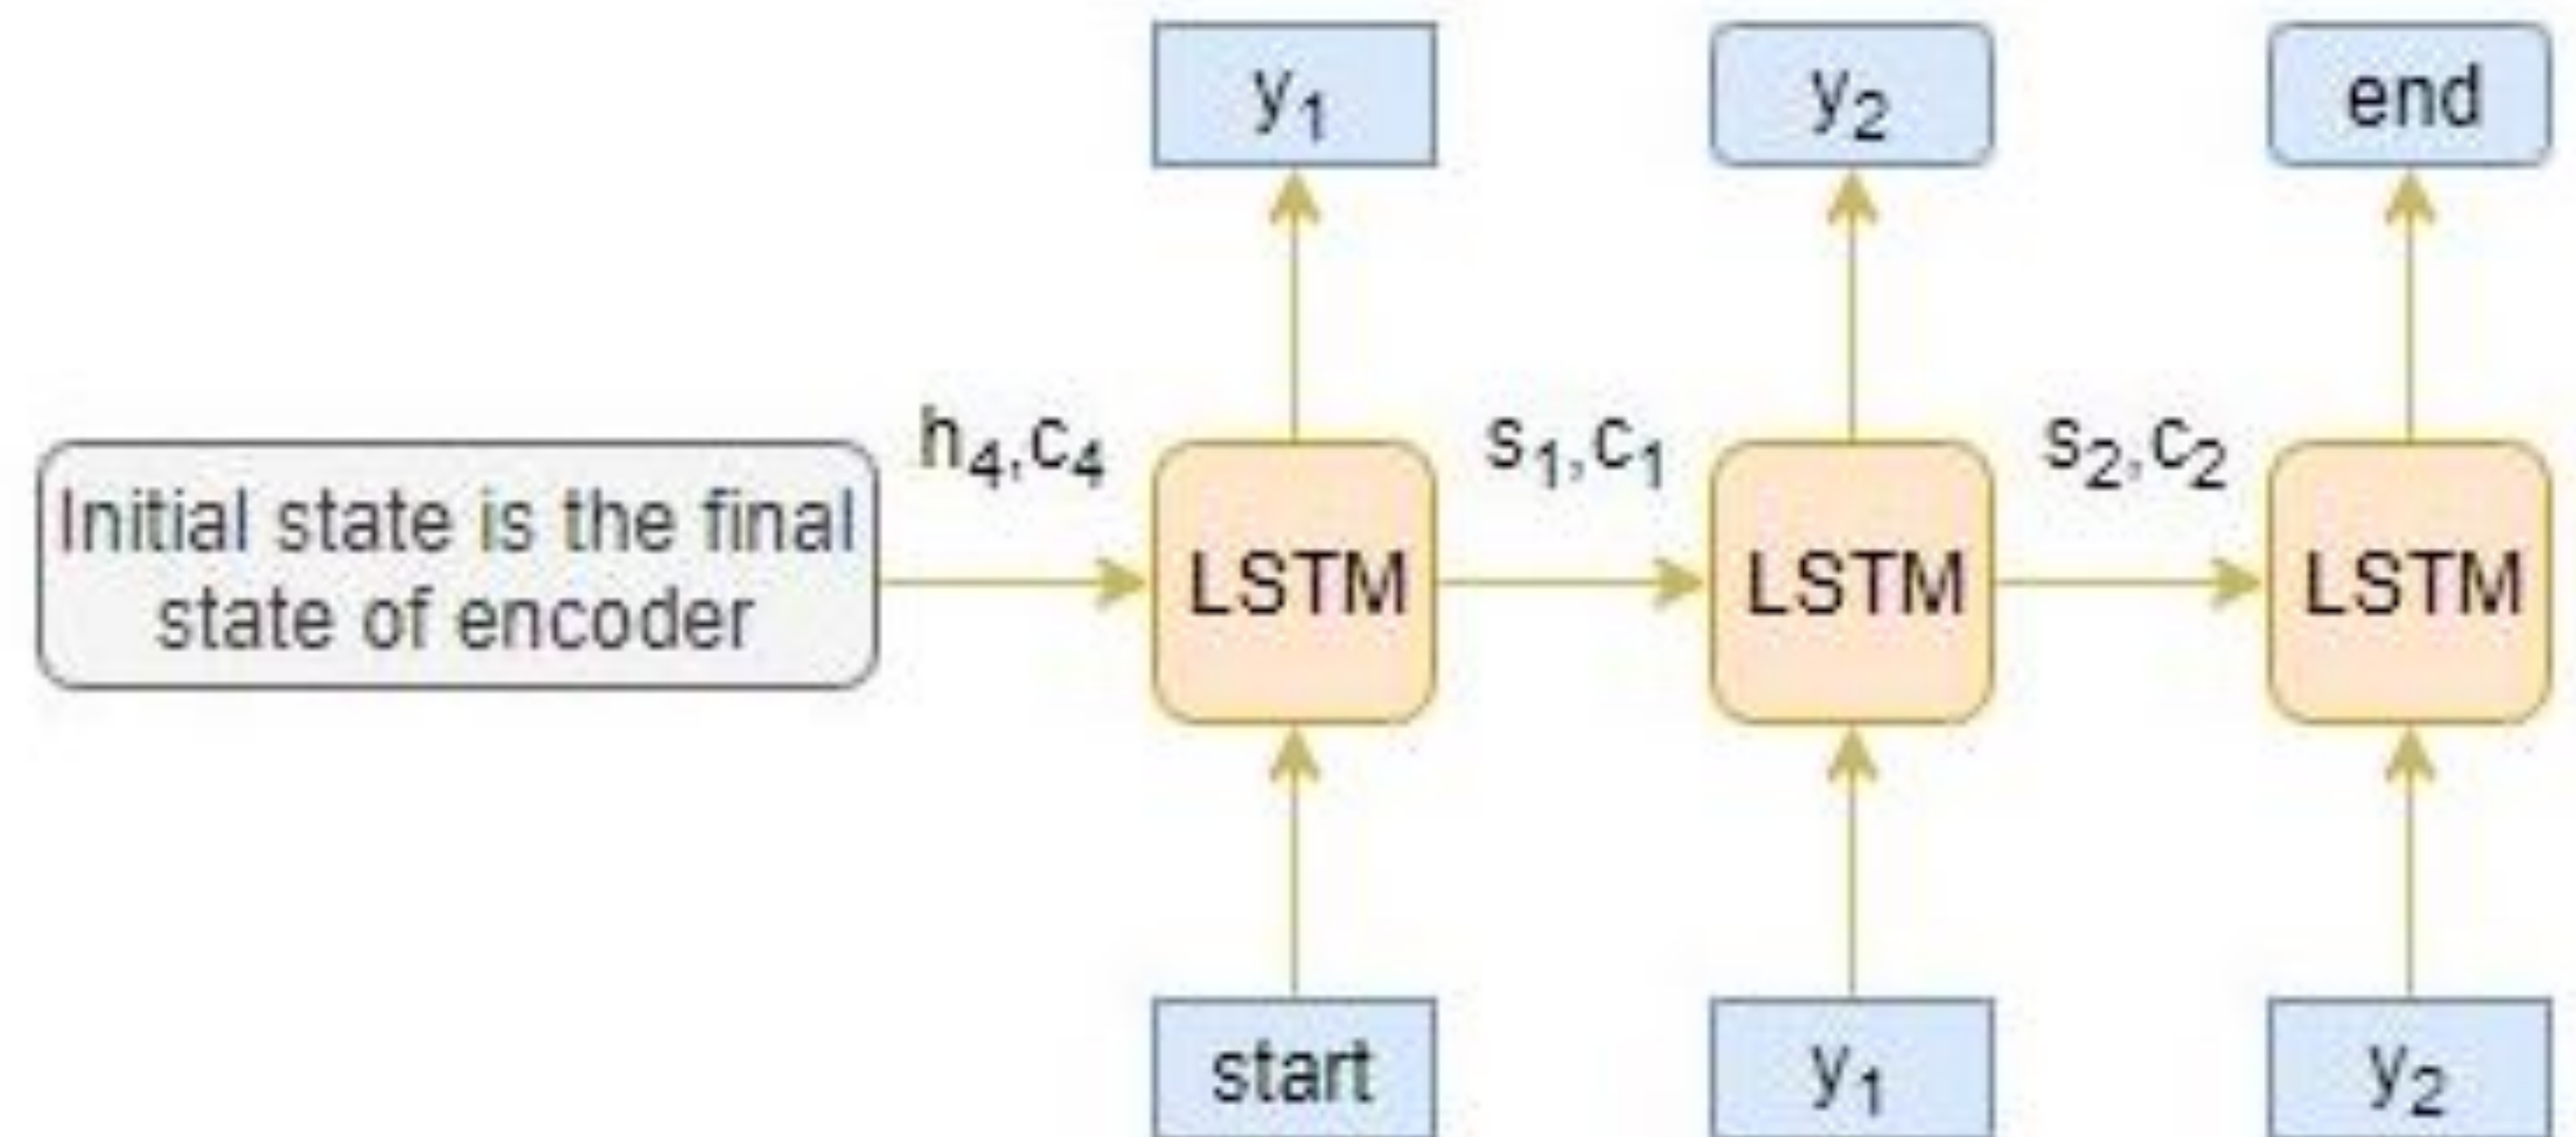 y₁ y₂ end
h₄,c₄ s₁,c₁ s₂,c₂
Initial state is the final
state of encoder
LSTM LSTM LSTM
start y₁ y₂